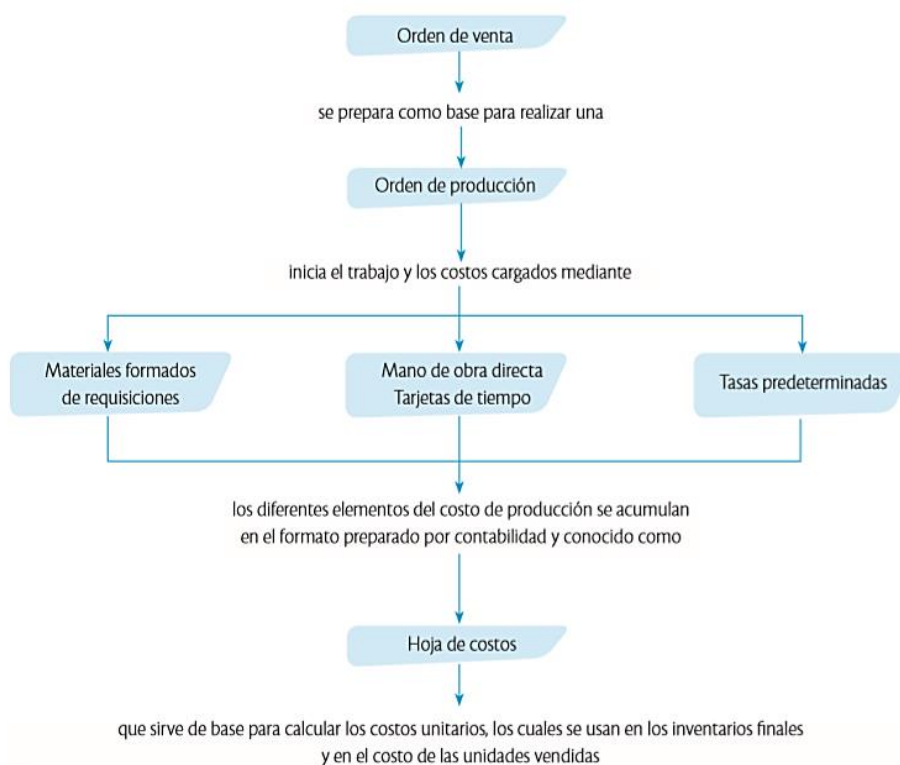 Orden de venta
se prepara como base para realizar una
Orden de producción
inicia el trabajo y los costos cargados mediante
Materiales formados
de requisiciones
Mano de obra directa
Tarjetas de tiempo
Tasas predeterminadas
los diferentes elementos del costo de producción se acumulan
en el formato preparado por contabilidad y conocido como
Hoja de costos
que sirve de base para calcular los costos unitarios, los cuales se usan en los inventarios finales
y en el costo de las unidades vendidas